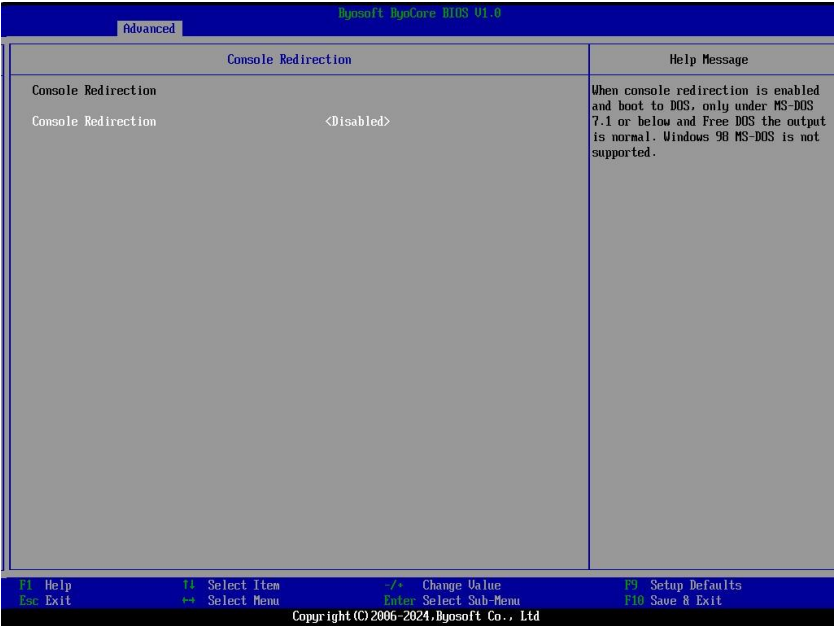 Byosoft ByoCore BIOS V1.0
Advanced
Console Redirection
Help Message
Console Redirection
Console Redirection <Disabled>
When console redirection is enabled
and boot to DOS, only under MS-DOS
7.1 or below and Free DOS the output
is normal. Windows 98 MS-DOS is not
supported.
F1 Help ↑↓ Select Item -/+ Change Value F9 Setup Defaults
Esc Exit ↔ Select Menu Enter Select Sub-Menu F10 Save & Exit
Copyright(C)2006-2024,Byosoft Co., Ltd